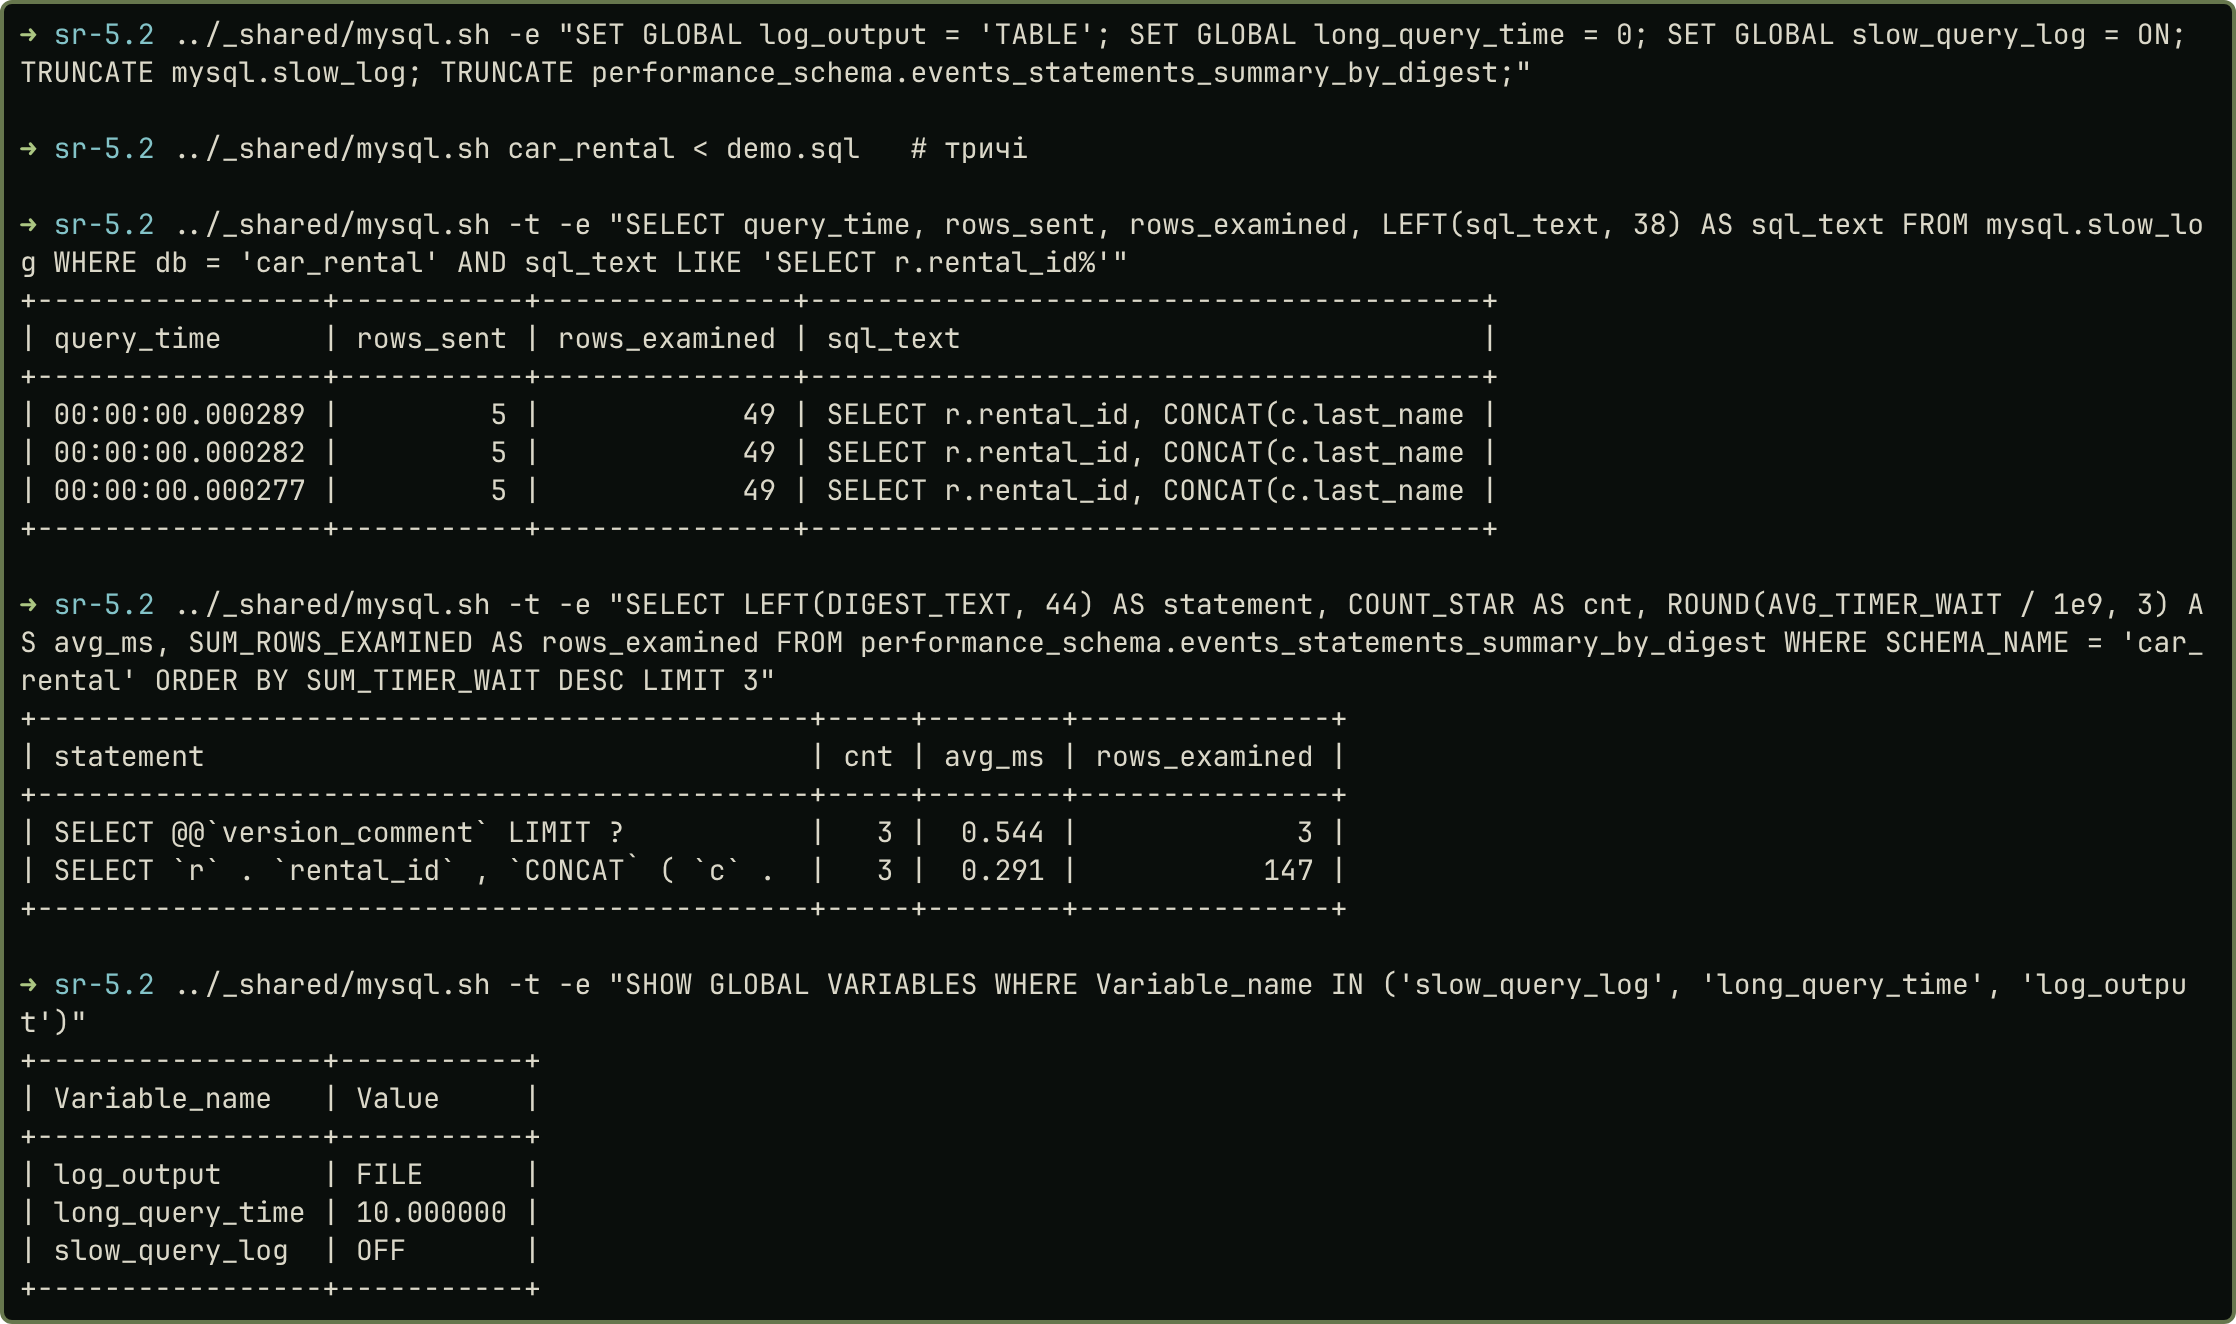 → sr-5.2 ../_shared/mysql.sh -e "SET GLOBAL log_output = 'TABLE'; SET GLOBAL long_query_time = 0; SET GLOBAL slow_query_log = ON;
TRUNCATE mysql.slow_log; TRUNCATE performance_schema.events_statements_summary_by_digest;"

→ sr-5.2 ../_shared/mysql.sh car_rental < demo.sql   # тричі

→ sr-5.2 ../_shared/mysql.sh -t -e "SELECT query_time, rows_sent, rows_examined, LEFT(sql_text, 38) AS sql_text FROM mysql.slow_lo
g WHERE db = 'car_rental' AND sql_text LIKE 'SELECT r.rental_id%'"
+-----------------+-----------+---------------+----------------------------------------+
| query_time      | rows_sent | rows_examined | sql_text                               |
+-----------------+-----------+---------------+----------------------------------------+
| 00:00:00.000289 |         5 |            49 | SELECT r.rental_id, CONCAT(c.last_name |
| 00:00:00.000282 |         5 |            49 | SELECT r.rental_id, CONCAT(c.last_name |
| 00:00:00.000277 |         5 |            49 | SELECT r.rental_id, CONCAT(c.last_name |
+-----------------+-----------+---------------+----------------------------------------+

→ sr-5.2 ../_shared/mysql.sh -t -e "SELECT LEFT(DIGEST_TEXT, 44) AS statement, COUNT_STAR AS cnt, ROUND(AVG_TIMER_WAIT / 1e9, 3) A
S avg_ms, SUM_ROWS_EXAMINED AS rows_examined FROM performance_schema.events_statements_summary_by_digest WHERE SCHEMA_NAME = 'car_
rental' ORDER BY SUM_TIMER_WAIT DESC LIMIT 3"
+----------------------------------------------+-----+--------+---------------+
| statement                                    | cnt | avg_ms | rows_examined |
+----------------------------------------------+-----+--------+---------------+
| SELECT @@`version_comment` LIMIT ?           |   3 |  0.544 |             3 |
| SELECT `r` . `rental_id` , `CONCAT` ( `c` .  |   3 |  0.291 |           147 |
+----------------------------------------------+-----+--------+---------------+

→ sr-5.2 ../_shared/mysql.sh -t -e "SHOW GLOBAL VARIABLES WHERE Variable_name IN ('slow_query_log', 'long_query_time', 'log_outpu
t')"
+-----------------+-----------+
| Variable_name   | Value     |
+-----------------+-----------+
| log_output      | FILE      |
| long_query_time | 10.000000 |
| slow_query_log  | OFF       |
+-----------------+-----------+